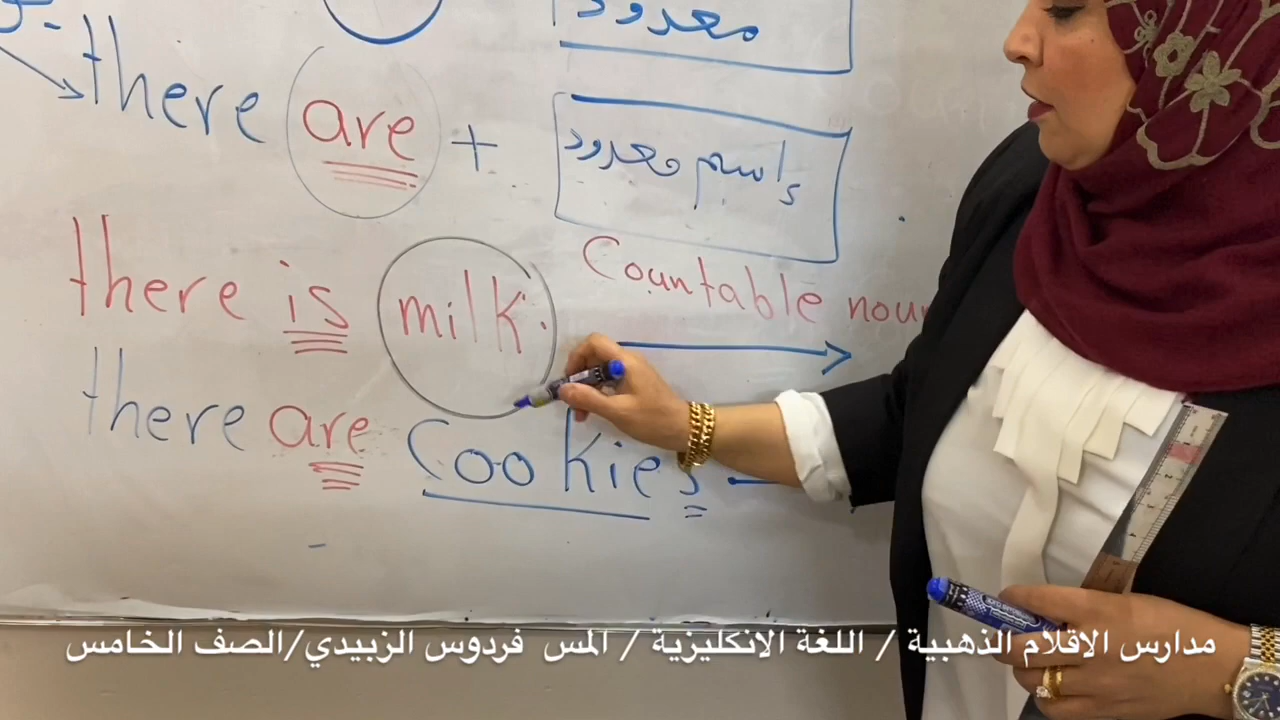 معدود
there are + إسم معدود
there is milk. Countable noun
there are Cookies
مدارس الاقلام الذهبية / اللغة الانكليزية / المس فردوس الزبيدي/الصف الخامس